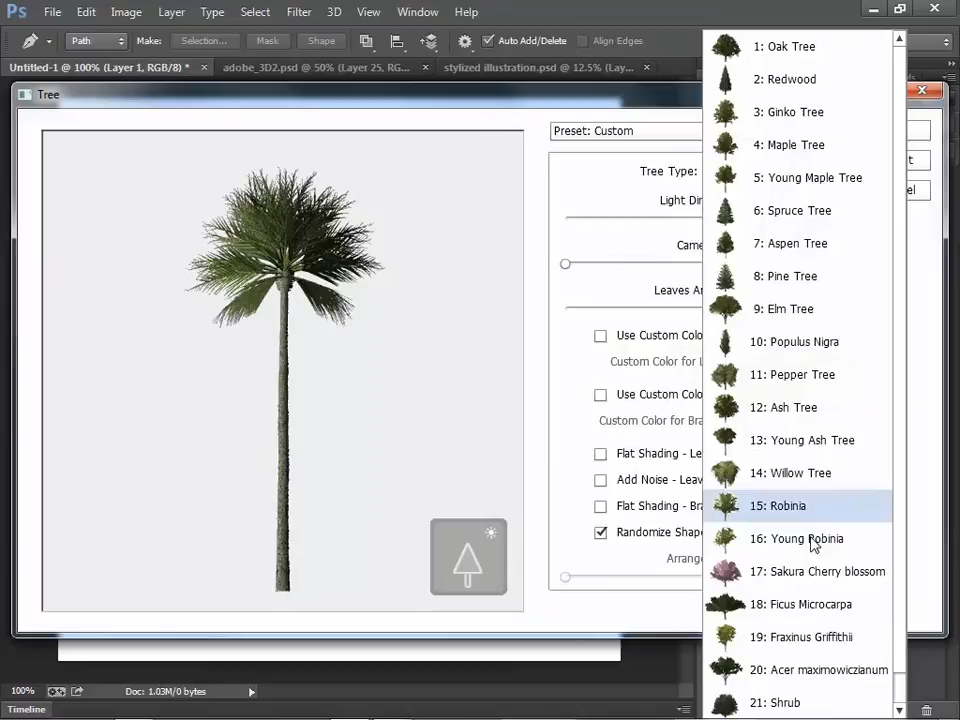 Ps File Edit Image Layer Type Select Filter 3D View Window Help
Path Make: Selection... Mask Shape Auto Add/Delete Align Edges
Untitled-1 @ 100% (Layer 1, RGB/8) * × adobe_3D2.psd @ 50% (Layer 25, RG... × stylized illustration.psd @ 12.5% (Lay... ×
Tree
Preset: Custom
Tree Type:
Light Dir
Came
Leaves Am
Use Custom Colo
Custom Color for L
Use Custom Colo
Custom Color for Bra
Flat Shading - Le
Add Noise - Leav
Flat Shading - Bra
Randomize Shap
Arrang
1: Oak Tree
2: Redwood
3: Ginko Tree
4: Maple Tree
5: Young Maple Tree
6: Spruce Tree
7: Aspen Tree
8: Pine Tree
9: Elm Tree
10: Populus Nigra
11: Pepper Tree
12: Ash Tree
13: Young Ash Tree
14: Willow Tree
15: Robinia
16: Young Robinia
17: Sakura Cherry blossom
18: Ficus Microcarpa
19: Fraxinus Griffithii
20: Acer maximowiczianum
21: Shrub
t
el
100% Doc: 1.03M/0 bytes
Timeline